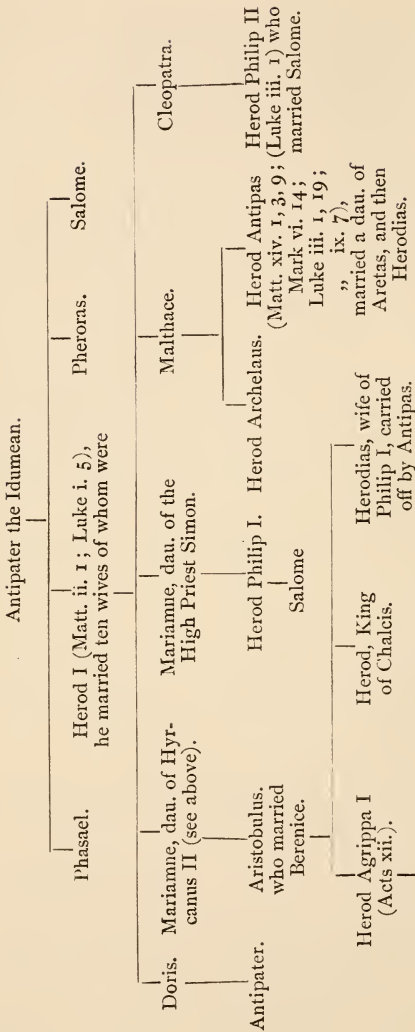 Antipater the Idumean.
Phasael.
Herod I (Matt. ii. 1 ; Luke i. 5),
he married ten wives of whom were
Pheroras.
Salome.
Doris.
Mariamne, dau. of Hyr-
canus II (see above).
Mariamue, dau. of the
High Priest Simon.
Malthace.
Cleopatra.
Antipater.
Aristobulus.
who married
Berenice.
Herod Philip I.
Salome
Herod Archelaus.
Herod Antipas
(Matt. xiv. 1, 3, 9 ;
Mark vi. 14 ;
Luke iii. 1, 19 ;
„ ix. 7),
married a dau. of
Aretas, and then
Herodias.
Herod Philip II
(Luke iii. 1) who
married Salome.
Herod Agrippa I
(Acts xii.).
Herod, King
of Chalcis.
Herodias, wife of
Philip I, carried
off by Antipas.